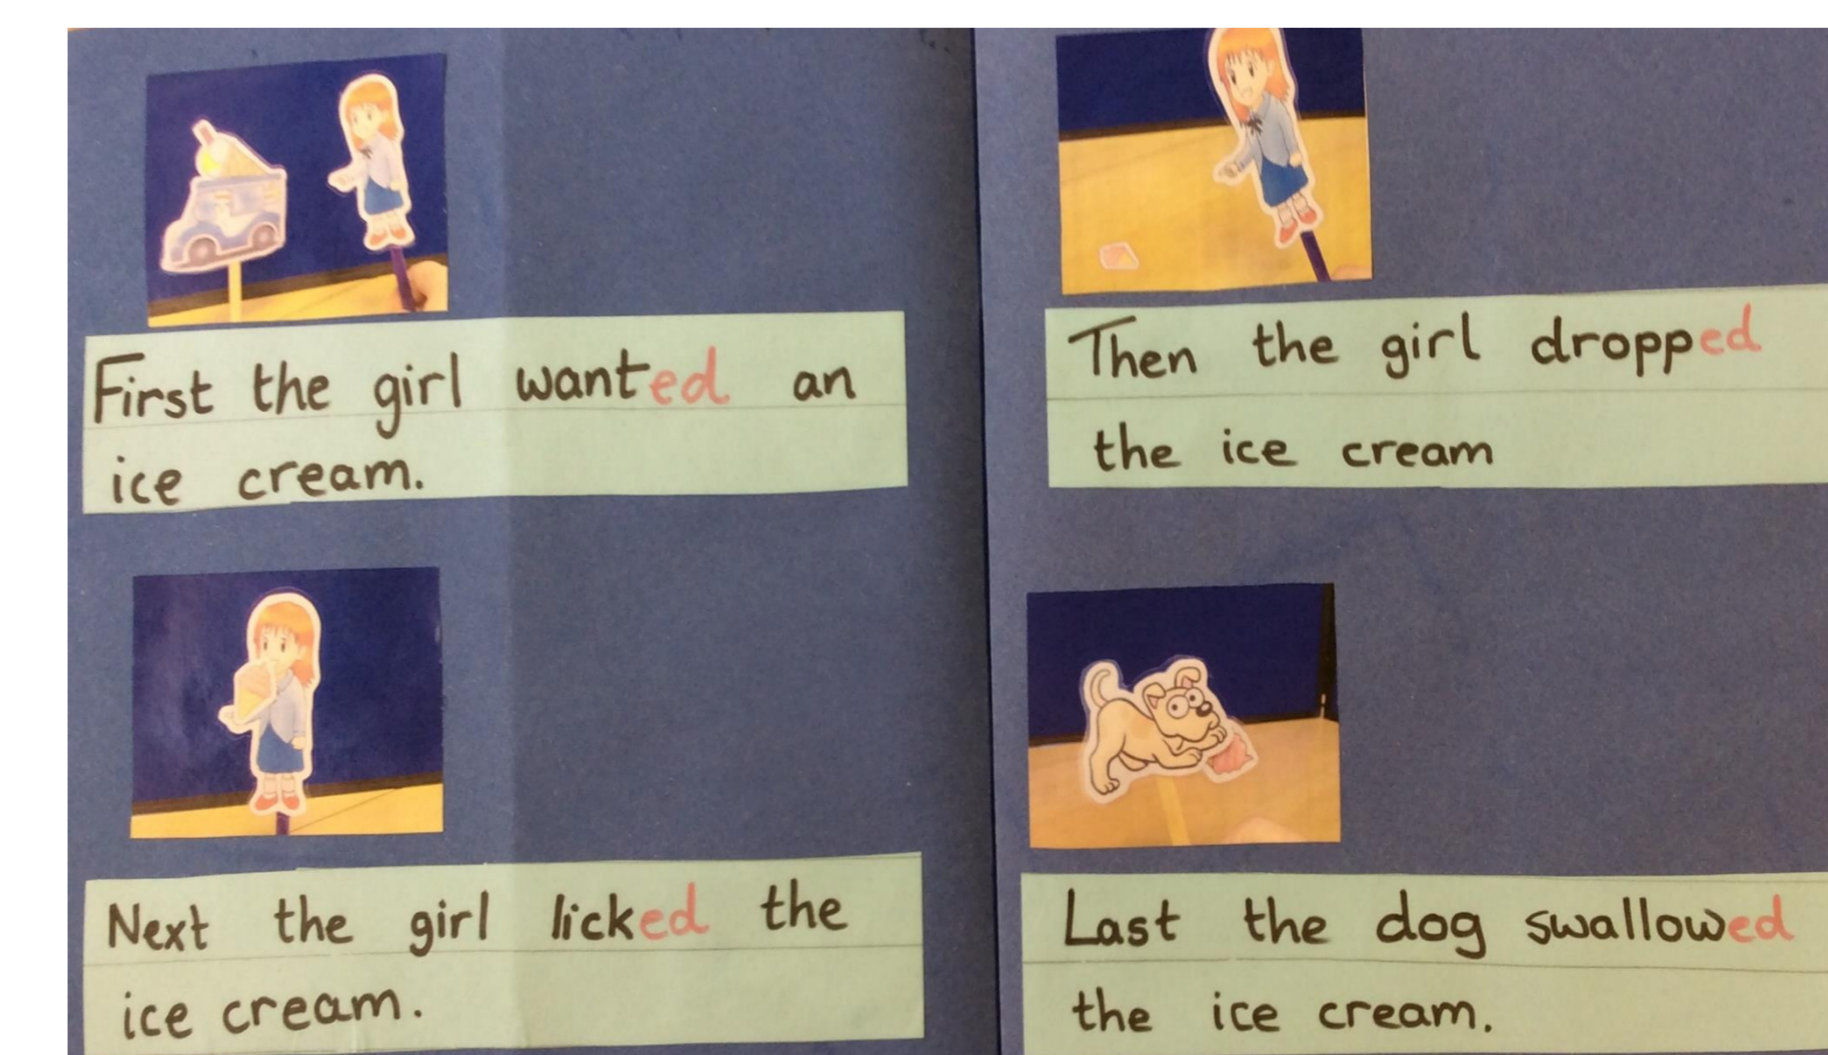 First the girl wanted an
ice cream.
Next the girl licked the
ice cream.
Then the girl dropped
the ice cream
Last the dog swallowed
the ice cream.